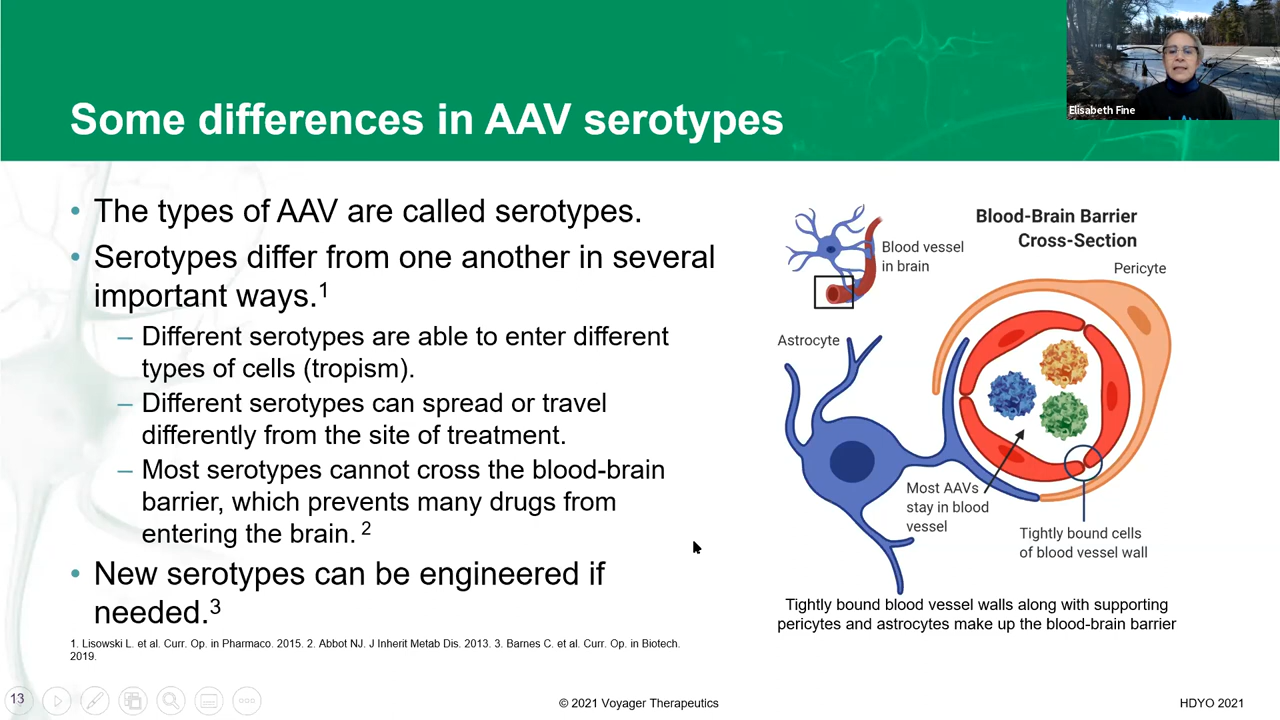 Elisabeth Fine
Some differences in AAV serotypes
• The types of AAV are called serotypes.
• Serotypes differ from one another in several
important ways.1
– Different serotypes are able to enter different
types of cells (tropism).
– Different serotypes can spread or travel
differently from the site of treatment.
– Most serotypes cannot cross the blood-brain
barrier, which prevents many drugs from
entering the brain. 2
• New serotypes can be engineered if
needed.3
1. Lisowski L. et al. Curr. Op. in Pharmaco. 2015. 2. Abbot NJ. J Inherit Metab Dis. 2013. 3. Barnes C. et al. Curr. Op. in Biotech.
2019.
Blood-Brain Barrier
Cross-Section
Blood vessel
in brain
Pericyte
Astrocyte
Most AAVs
stay in blood
vessel
Tightly bound cells
of blood vessel wall
Tightly bound blood vessel walls along with supporting
pericytes and astrocytes make up the blood-brain barrier
13
© 2021 Voyager Therapeutics
HDYO 2021